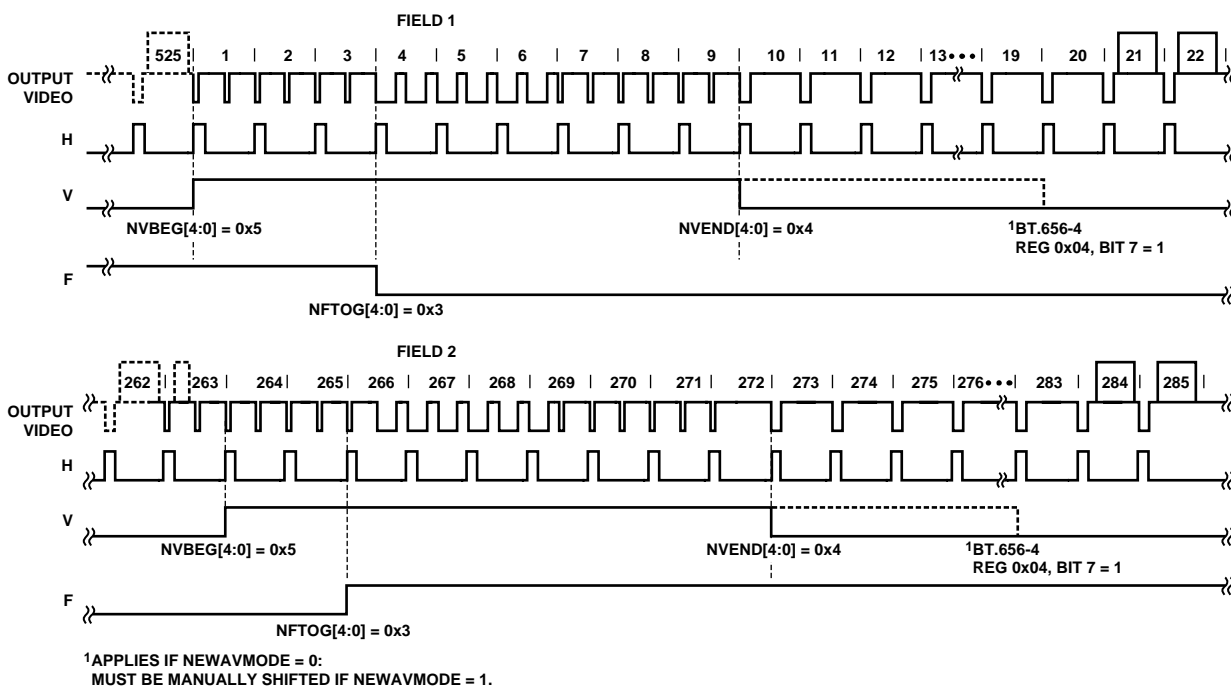 FIELD 1
525 1 2 3 4 5 6 7 8 9 10 11 12 13••• 19 20 21 22
OUTPUT
VIDEO
H
V
NVBEG[4:0] = 0x5
NVEND[4:0] = 0x4
1BT.656-4
REG 0x04, BIT 7 = 1
F
NFTOG[4:0] = 0x3
FIELD 2
262 263 264 265 266 267 268 269 270 271 272 273 274 275 276••• 283 284 285
OUTPUT
VIDEO
H
V
NVBEG[4:0] = 0x5
NVEND[4:0] = 0x4
1BT.656-4
REG 0x04, BIT 7 = 1
F
NFTOG[4:0] = 0x3
1APPLIES IF NEWAVMODE = 0:
MUST BE MANUALLY SHIFTED IF NEWAVMODE = 1.